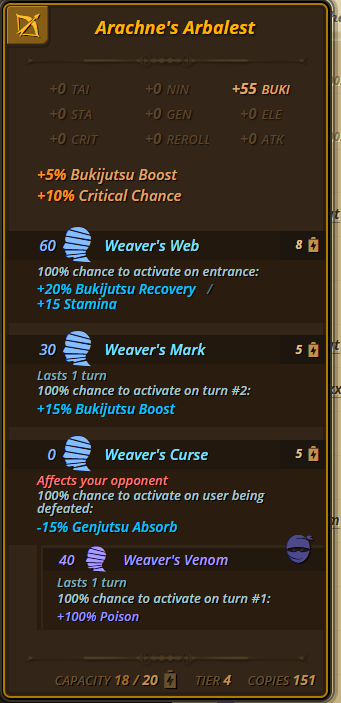 Arachne's Arbalest
+0 TAI +0 NIN +55 BUKI
+0 STA +0 GEN +0 ELE
+0 CRIT +0 REROLL +0 ATK
+5% Bukijutsu Boost
+10% Critical Chance
60 Weaver's Web 8
100% chance to activate on entrance:
+20% Bukijutsu Recovery /
+15 Stamina
30 Weaver's Mark 5
Lasts 1 turn
100% chance to activate on turn #2:
+15% Bukijutsu Boost
0 Weaver's Curse 5
Affects your opponent
100% chance to activate on user being
defeated:
-15% Genjutsu Absorb
40 Weaver's Venom
Lasts 1 turn
100% chance to activate on turn #1:
+100% Poison
CAPACITY 18 / 20 TIER 4 COPIES 151